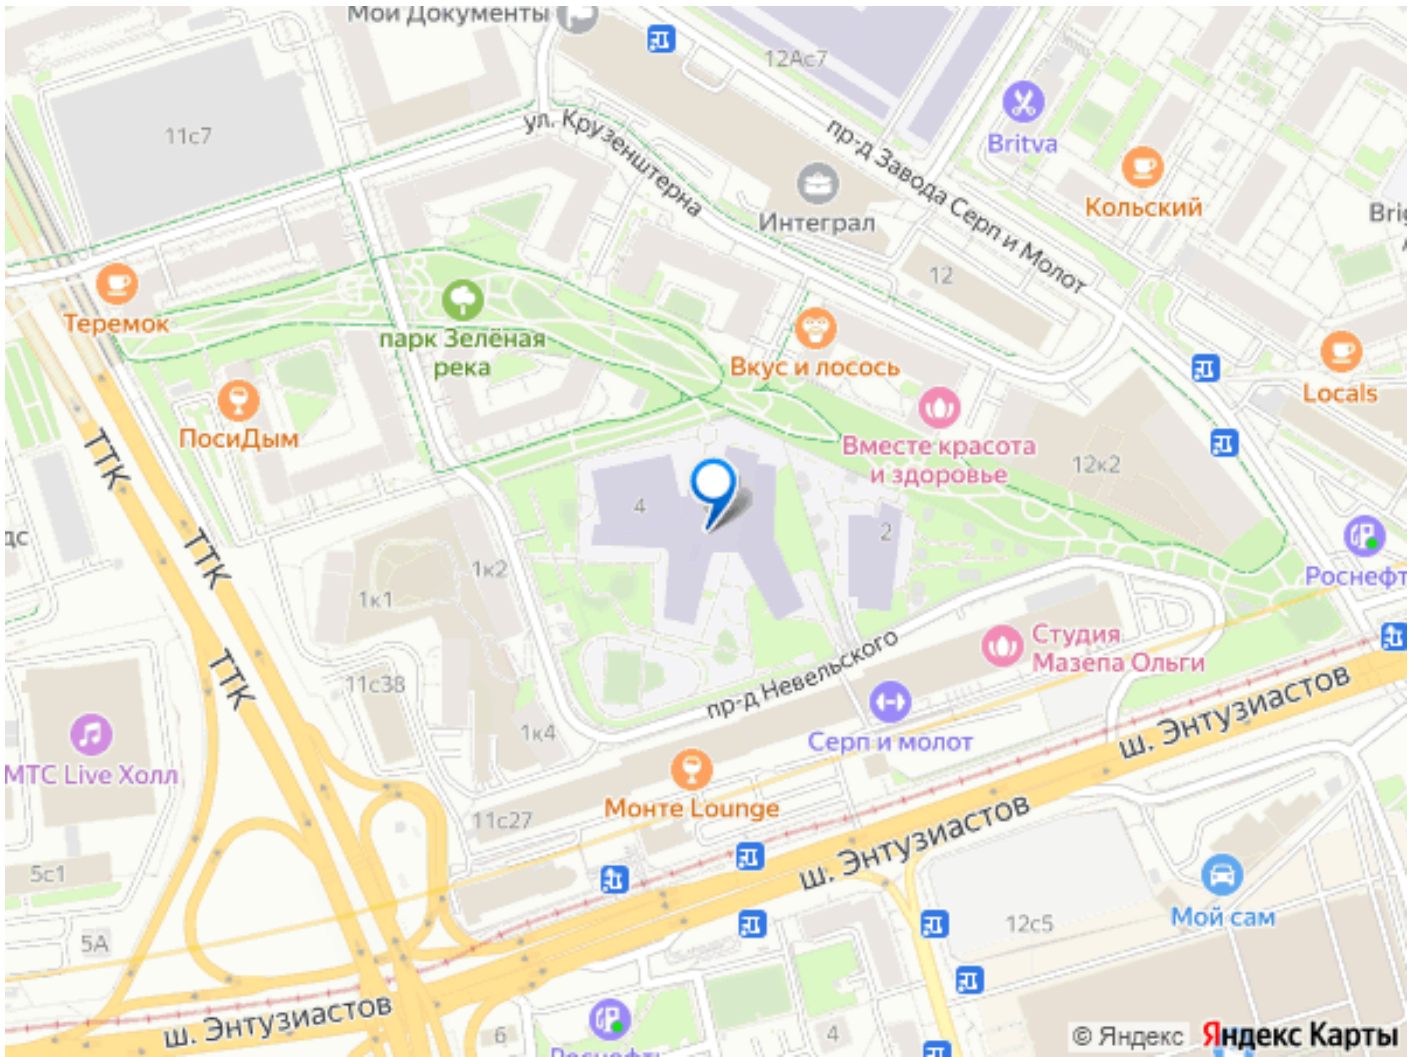 Мои Документы
12Ас7
11с7
ул. Крузенштерна
пр-д Завода Серп и Молот
Britva
Кольский
Интеграл
12
Теремок
парк Зелёная
река
Вкус и лосось
Locals
ПосиДым
Вместе красота
и здоровье
12к2
ТТК
4
2
ТТК
1к2
1к1
Роснефт
ТТК
Студия
Мазепа Ольги
пр-д Невельского
11с38
ш. Энтузиастов
1к4
Серп и молот
МТС Live Холл
Монте Lounge
11с27
ш. Энтузиастов
5с1
Мой сам
12с5
5А
ш. Энтузиастов
6
4
© Яндекс
Яндекс Карты